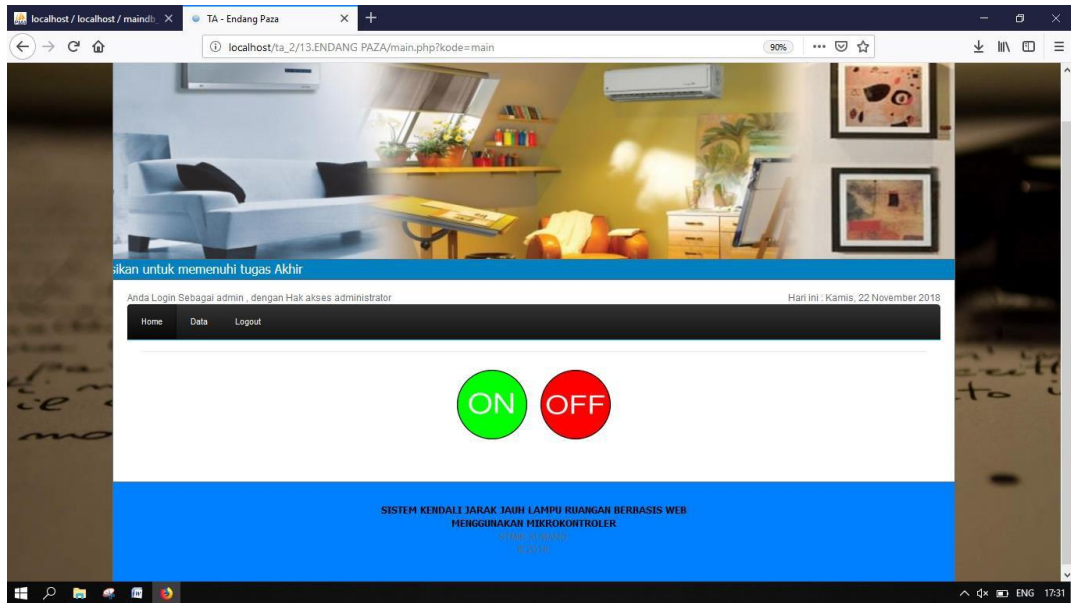 localhost / localhost / maindb_
TA - Endang Paza
localhost/ta_2/13.ENDANG PAZA/main.php?kode=main
90%
sikan untuk memenuhi tugas Akhir
Anda Login Sebagai admin , dengan Hak akses administrator
Hari ini : Kamis, 22 November 2018
Home Data Logout
ON OFF
SISTEM KENDALI JARAK JAUH LAMPU RUANGAN BERBASIS WEB
MENGGUNAKAN MIKROKONTROLER
ENG 17:31